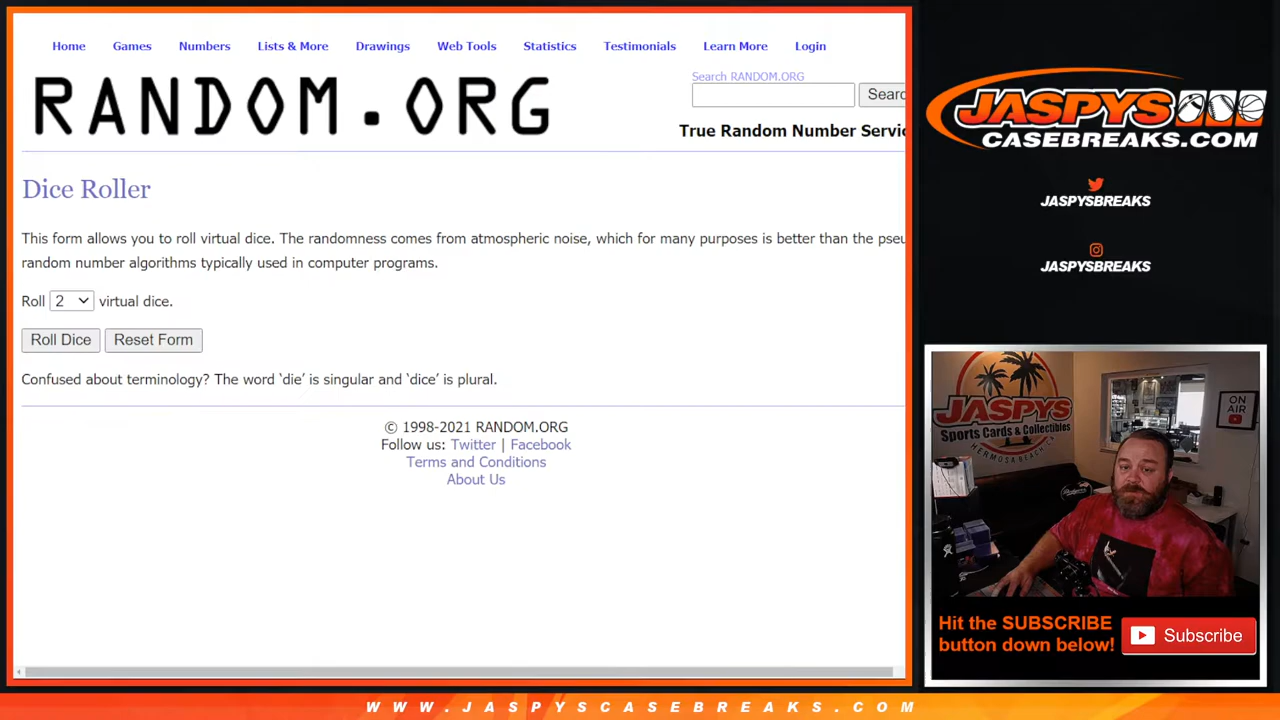 Home Games Numbers Lists & More Drawings Web Tools Statistics Testimonials Learn More Login
RANDOM.ORG
Search RANDOM.ORG
Searc
True Random Number Servic
Dice Roller
This form allows you to roll virtual dice. The randomness comes from atmospheric noise, which for many purposes is better than the pseu
random number algorithms typically used in computer programs.
Roll 2 virtual dice.
Roll Dice Reset Form
Confused about terminology? The word ‘die’ is singular and ‘dice’ is plural.
© 1998-2021 RANDOM.ORG
Follow us: Twitter | Facebook
Terms and Conditions
About Us
JASPYS
CASEBREAKS.COM
JASPYSBREAKS
JASPYSBREAKS
JASPYS
Sports Cards & Collectibles
HERMOSA BEACH, CA
ON
AIR
Hit the SUBSCRIBE
button down below!
Subscribe
WWW.JASPYSCASEBREAKS.COM